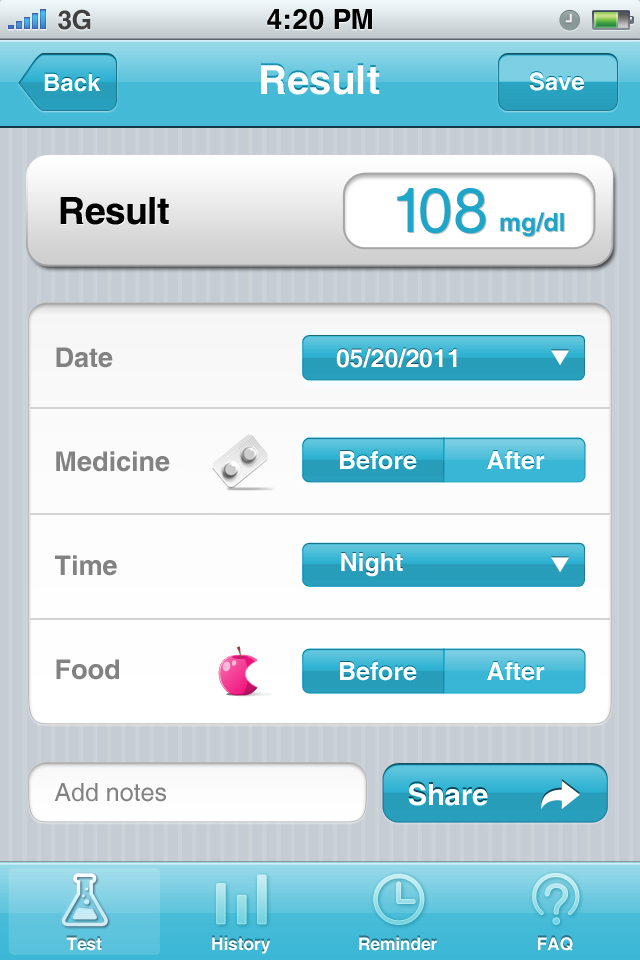 3G 4:20 PM
Back Result Save
Result 108 mg/dl
Date 05/20/2011
Medicine Before After
Time Night
Food Before After
Add notes Share
Test History Reminder FAQ